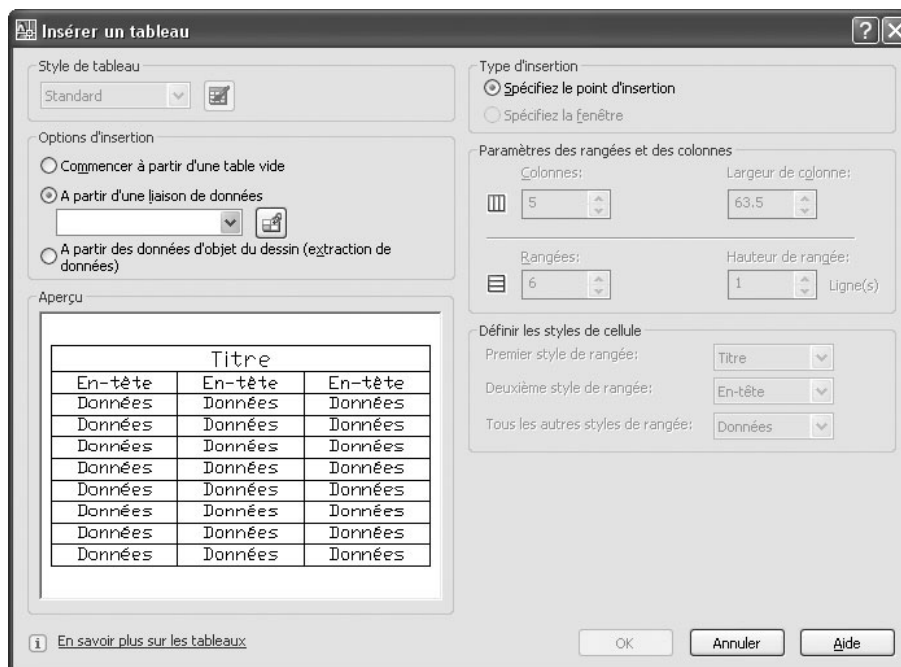 Insérer un tableau
Style de tableau
Standard
Options d'insertion
Commencer à partir d'une table vide
A partir d'une liaison de données
A partir des données d'objet du dessin (extraction de
données)
Aperçu
Titre
En-tête En-tête En-tête
Données Données Données
Données Données Données
Données Données Données
Données Données Données
Données Données Données
Données Données Données
Données Données Données
Données Données Données
En savoir plus sur les tableaux
Type d'insertion
Spécifiez le point d'insertion
Spécifiez la fenêtre
Paramètres des rangées et des colonnes
Colonnes: Largeur de colonne:
5 63.5
Rangées: Hauteur de rangée:
6 1 Ligne(s)
Définir les styles de cellule
Premier style de rangée: Titre
Deuxième style de rangée: En-tête
Tous les autres styles de rangée: Données
OK Annuler Aide